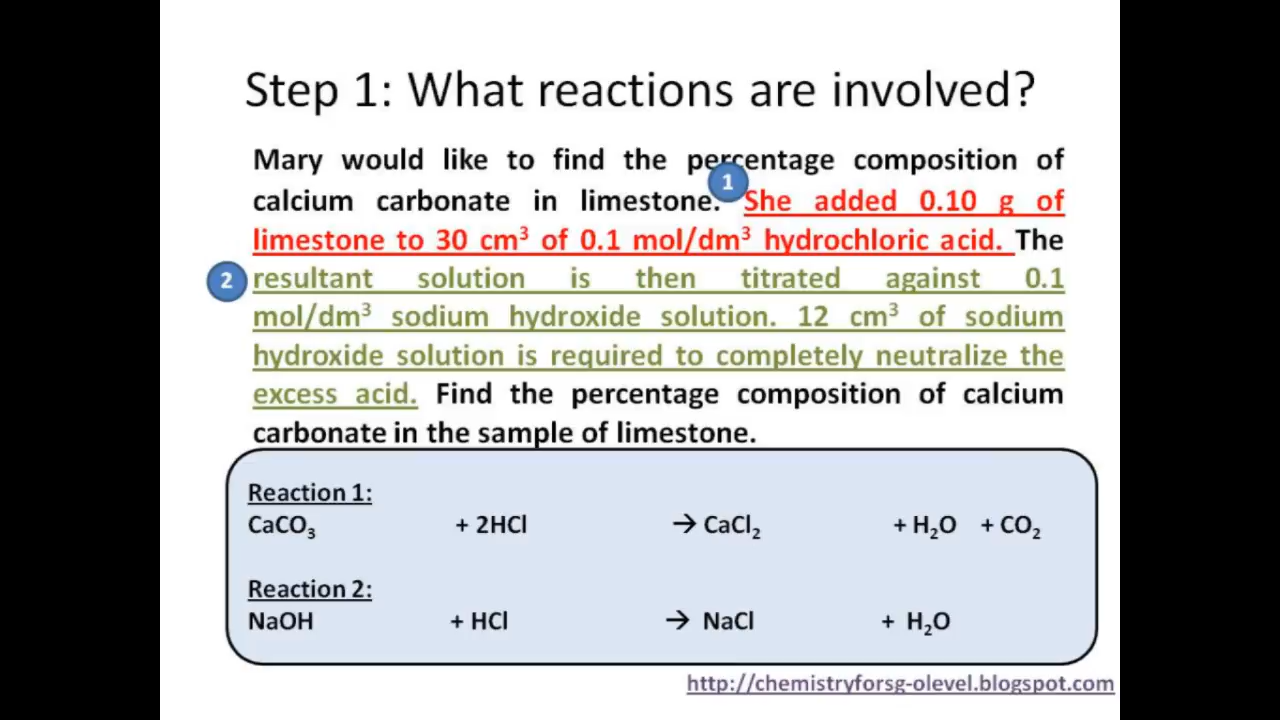 Step 1: What reactions are involved?
Mary would like to find the percentage composition of
calcium carbonate in limestone. 1 She added 0.10 g of
limestone to 30 cm³ of 0.1 mol/dm³ hydrochloric acid. The
2 resultant solution is then titrated against 0.1
mol/dm³ sodium hydroxide solution. 12 cm³ of sodium
hydroxide solution is required to completely neutralize the
excess acid. Find the percentage composition of calcium
carbonate in the sample of limestone.
Reaction 1:
CaCO₃ + 2HCl → CaCl₂ + H₂O + CO₂
Reaction 2:
NaOH + HCl → NaCl + H₂O
http://chemistryforsg-olevel.blogspot.com